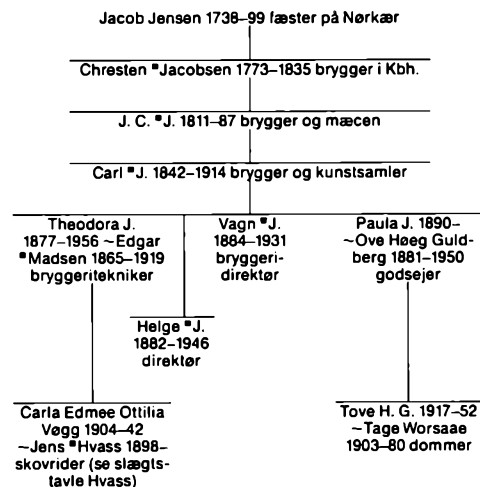 Jacob Jensen 1738–99 fæster på Nørkær
Chresten ▪Jacobsen 1773–1835 brygger i Kbh.
J. C. ▪J. 1811–87 brygger og mæcen
Carl ▪J. 1842–1914 brygger og kunstsamler
Theodora J.
1877–1956 ~Edgar
▪Madsen 1865–1919
bryggeritekniker
Vagn ▪J.
1884–1931
bryggeri-
direktør
Paula J. 1890–
~Ove Høeg Guld-
berg 1881–1950
godsejer
Helge ▪J.
1882–1946
direktør
Carla Edmee Ottilia
Vøgg 1904–42
~Jens ▪Hvass 1898–
skovrider (se slægts-
tavle Hvass)
Tove H. G. 1917–52
~Tage Worsaae
1903–80 dommer